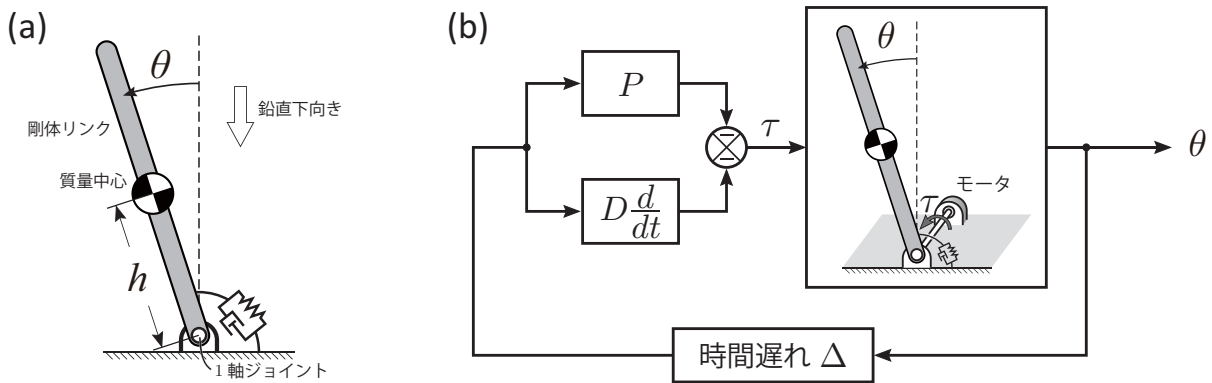 (a)
θ
鉛直下向き
剛体リンク
質量中心
h
1 軸ジョイント
(b)
P
D d/dt
τ
θ
モータ
τ
θ
時間遅れ Δ